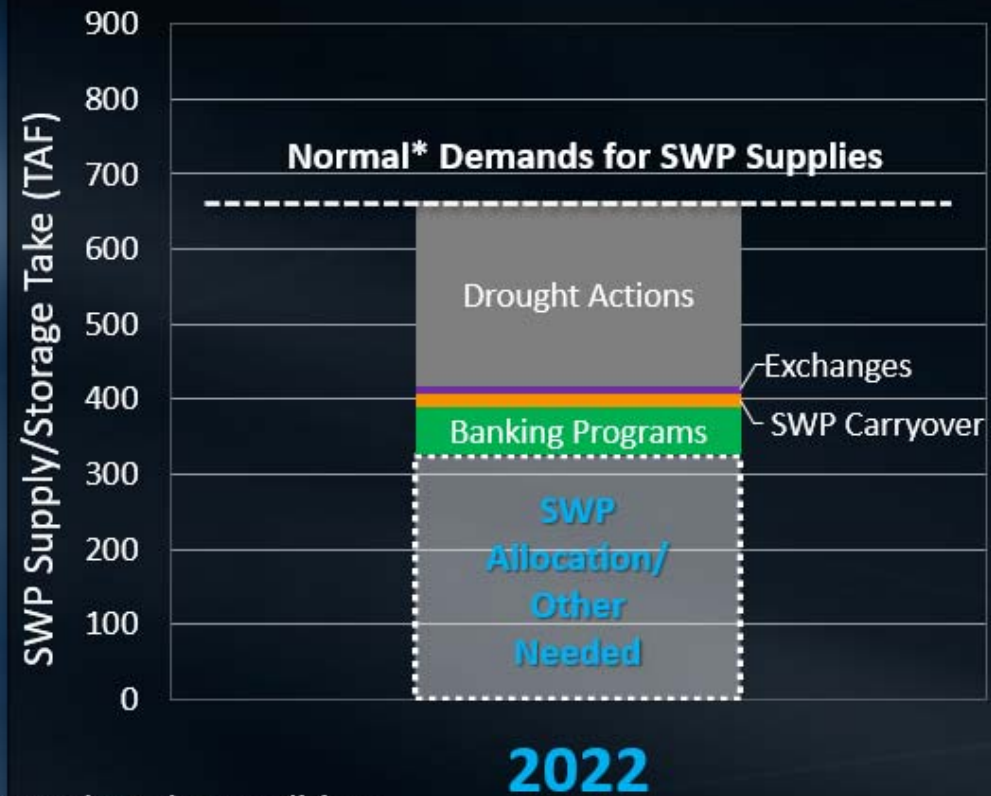 SWP Supply/Storage Take (TAF)
900
800
700
600
500
400
300
200
100
0
Normal* Demands for SWP Supplies
Drought Actions
Exchanges
SWP Carryover
Banking Programs
SWP
Allocation/
Other
Needed
2022